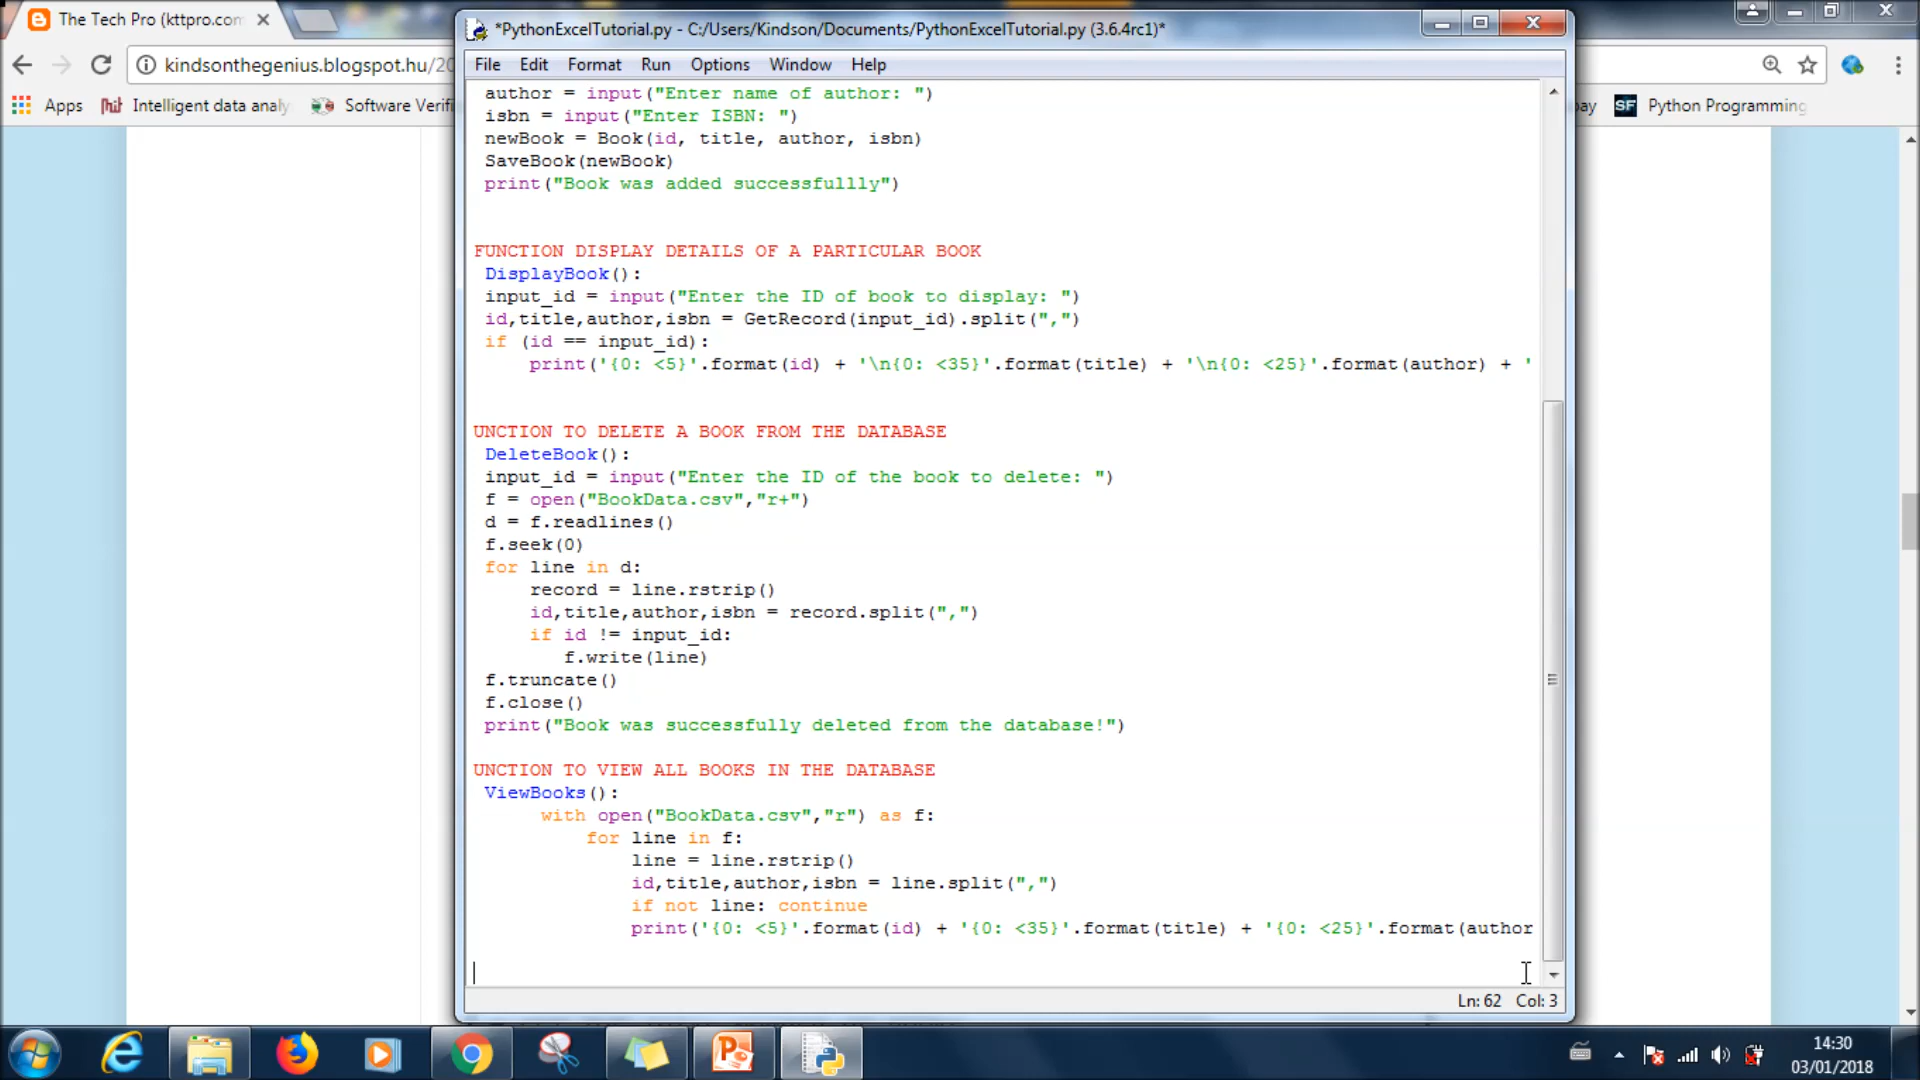 The Tech Pro (kttpro.com
*PythonExcelTutorial.py - C:/Users/Kindson/Documents/PythonExcelTutorial.py (3.6.4rc1)*
kindsonthegenius.blogspot.hu/20
File Edit Format Run Options Window Help
Apps Intelligent data analy Software Verifi
ay SF Python Programming
author = input("Enter name of author: ")
isbn = input("Enter ISBN: ")
newBook = Book(id, title, author, isbn)
SaveBook(newBook)
print("Book was added successfullly")
FUNCTION DISPLAY DETAILS OF A PARTICULAR BOOK
DisplayBook():
input_id = input("Enter the ID of book to display: ")
id,title,author,isbn = GetRecord(input_id).split(",")
if (id == input_id):
print('{0: <5}'.format(id) + '\n{0: <35}'.format(title) + '\n{0: <25}'.format(author) + '
UNCTION TO DELETE A BOOK FROM THE DATABASE
DeleteBook():
input_id = input("Enter the ID of the book to delete: ")
f = open("BookData.csv","r+")
d = f.readlines()
f.seek(0)
for line in d:
record = line.rstrip()
id,title,author,isbn = record.split(",")
if id != input_id:
f.write(line)
f.truncate()
f.close()
print("Book was successfully deleted from the database!")
UNCTION TO VIEW ALL BOOKS IN THE DATABASE
ViewBooks():
with open("BookData.csv","r") as f:
for line in f:
line = line.rstrip()
id,title,author,isbn = line.split(",")
if not line: continue
print('{0: <5}'.format(id) + '{0: <35}'.format(title) + '{0: <25}'.format(author
Ln: 62 Col: 3
14:30
03/01/2018